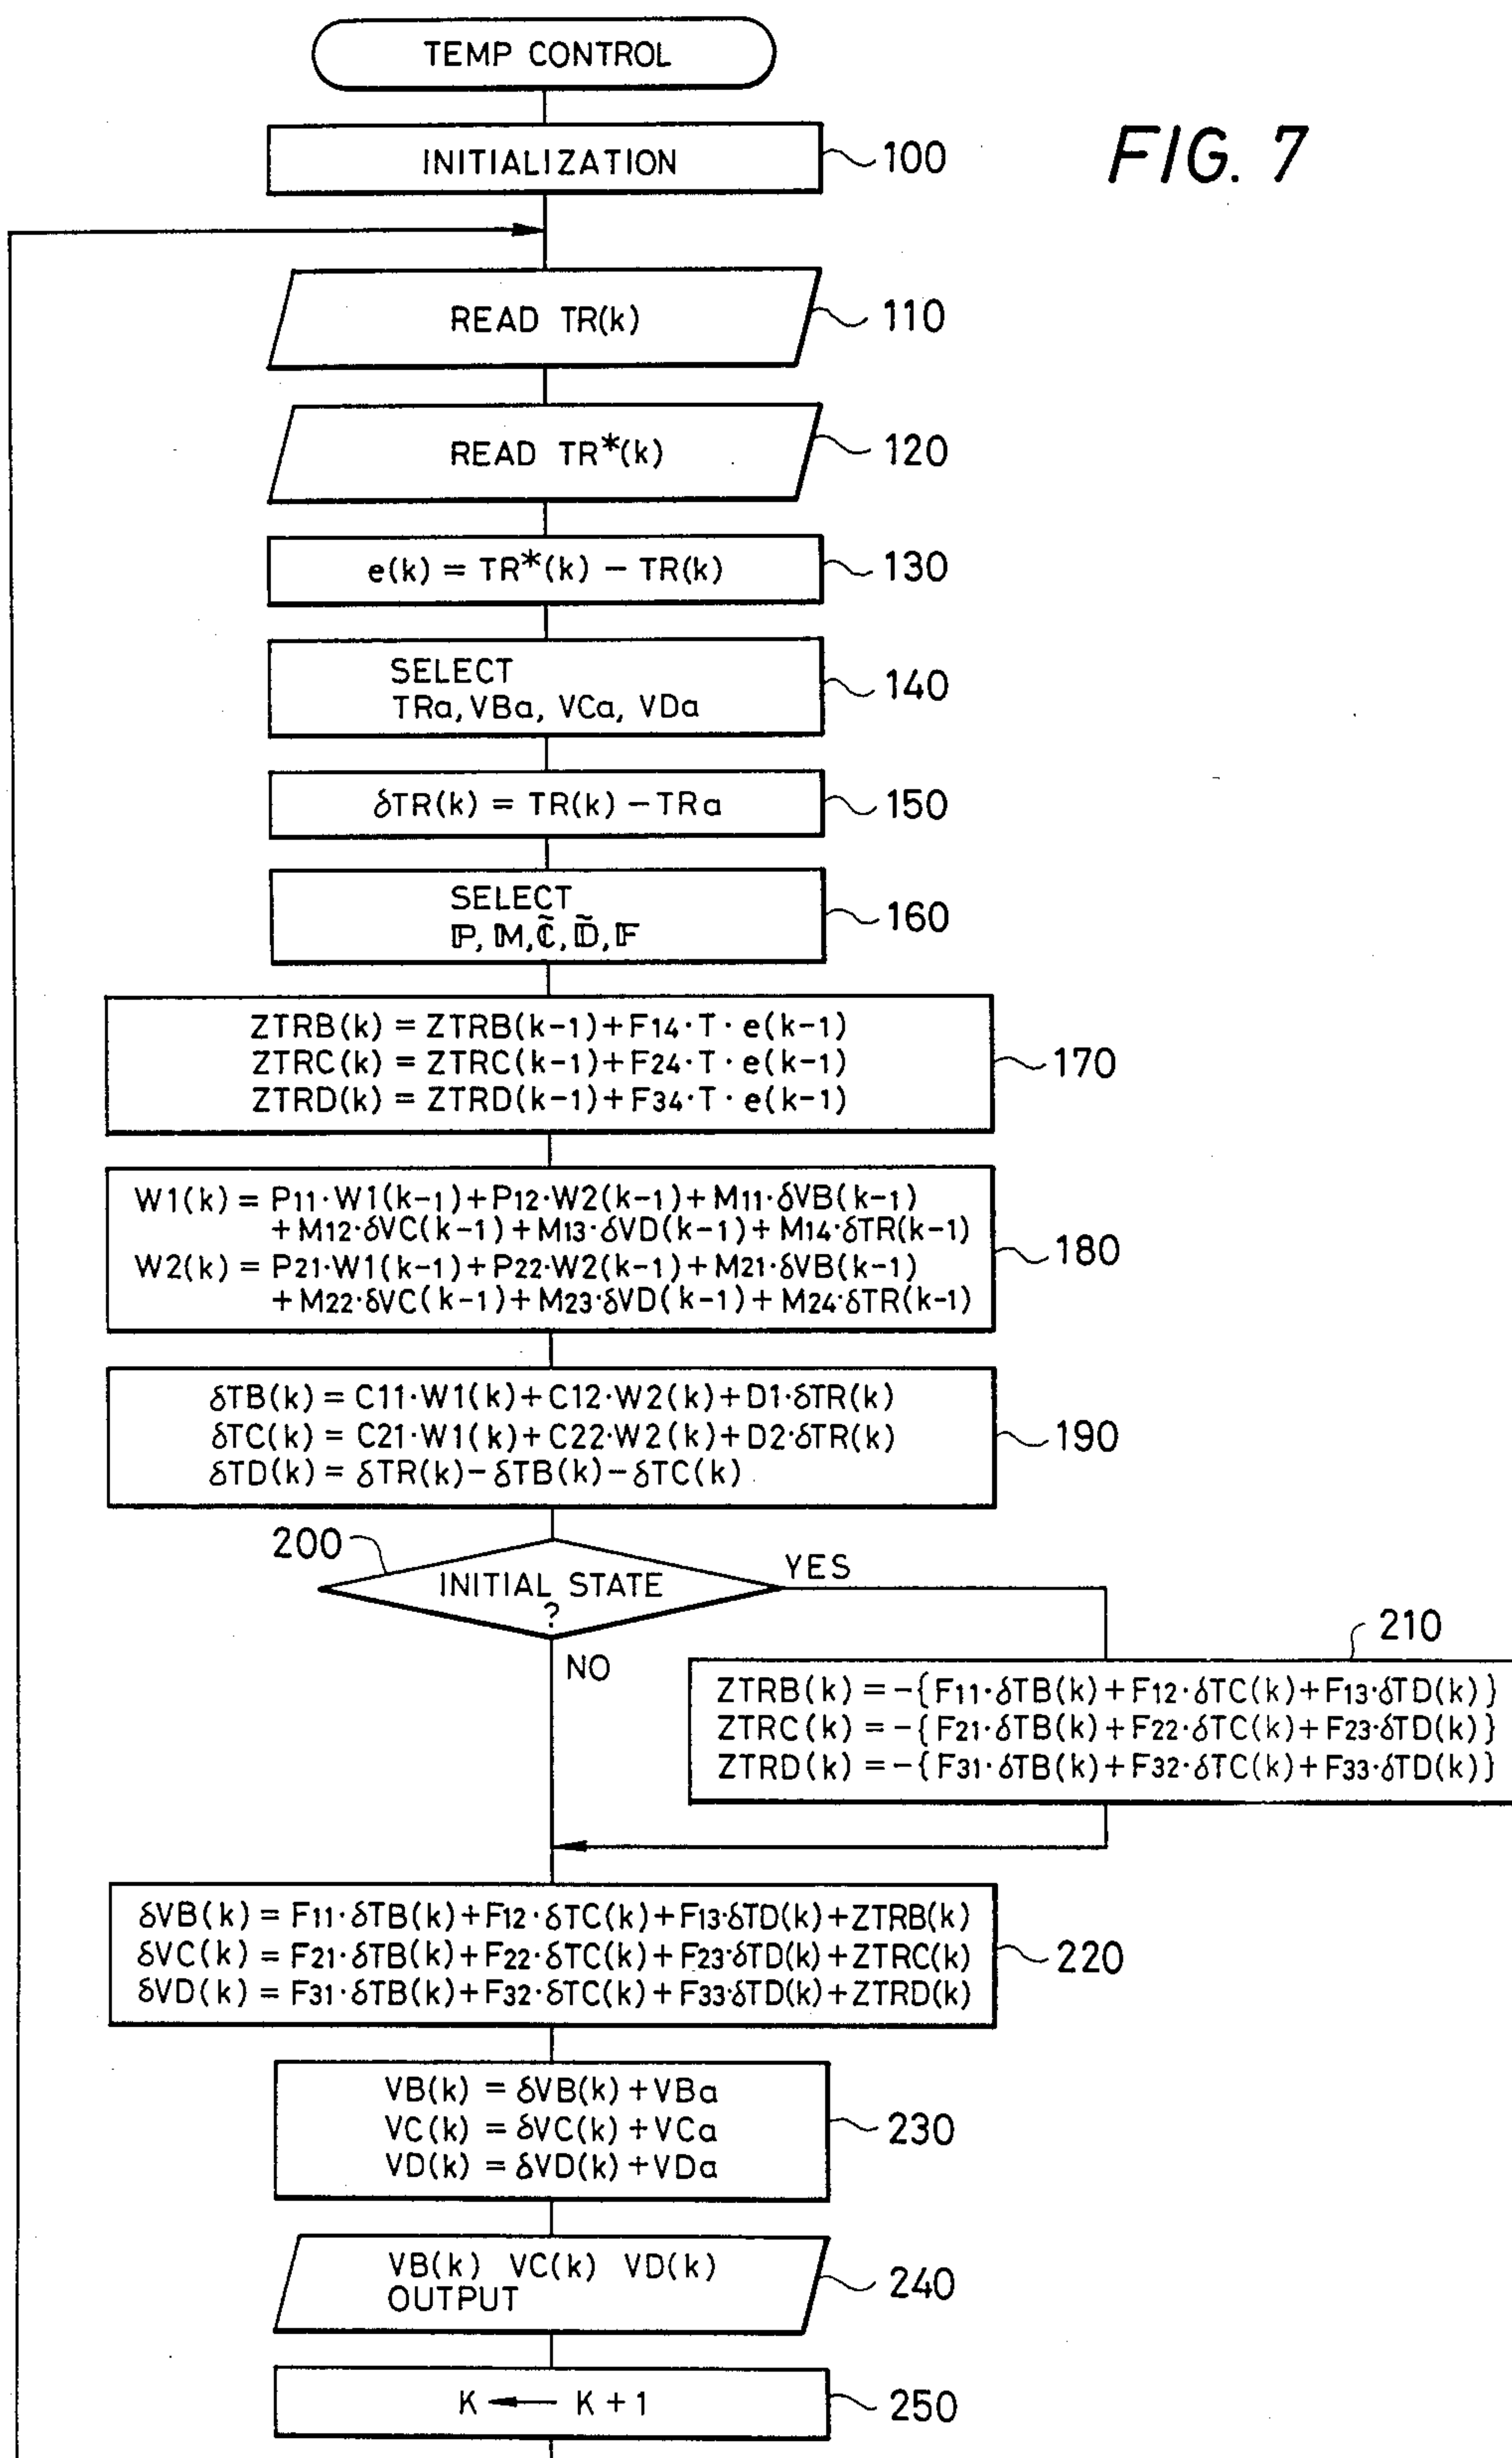 TEMP CONTROL
FIG. 7
INITIALIZATION
100
READ TR(k)
110
READ TR*(k)
120
e(k) = TR*(k) − TR(k)
130
SELECT
TRa, VBa, VCa, VDa
140
δTR(k) = TR(k) − TRa
150
SELECT
ℙ, 𝕄, ℂ̃, 𝔻̃, 𝔽
160
ZTRB(k) = ZTRB(k-1)+F14·T · e(k-1)
ZTRC(k) = ZTRC(k-1)+F24·T · e(k-1)
ZTRD(k) = ZTRD(k-1)+F34·T · e(k-1)
170
W1(k) = P11·W1(k-1)+P12·W2(k-1)+M11·δVB(k-1)
+M12·δVC(k-1)+M13·δVD(k-1)+M14·δTR(k-1)
W2(k) = P21·W1(k-1)+P22·W2(k-1)+M21·δVB(k-1)
+M22·δVC(k-1)+M23·δVD(k-1)+M24·δTR(k-1)
180
δTB(k) = C11·W1(k)+C12·W2(k)+D1·δTR(k)
δTC(k) = C21·W1(k)+C22·W2(k)+D2·δTR(k)
δTD(k) = δTR(k)−δTB(k)−δTC(k)
190
200
INITIAL STATE
?
YES
NO
210
ZTRB(k) = −{F11·δTB(k)+F12·δTC(k)+F13·δTD(k)}
ZTRC(k) = −{F21·δTB(k)+F22·δTC(k)+F23·δTD(k)}
ZTRD(k) = −{F31·δTB(k)+F32·δTC(k)+F33·δTD(k)}
δVB(k) = F11·δTB(k)+F12·δTC(k)+F13·δTD(k)+ZTRB(k)
δVC(k) = F21·δTB(k)+F22·δTC(k)+F23·δTD(k)+ZTRC(k)
δVD(k) = F31·δTB(k)+F32·δTC(k)+F33·δTD(k)+ZTRD(k)
220
VB(k) = δVB(k)+VBa
VC(k) = δVC(k)+VCa
VD(k) = δVD(k)+VDa
230
VB(k) VC(k) VD(k)
OUTPUT
240
K ← K+1
250